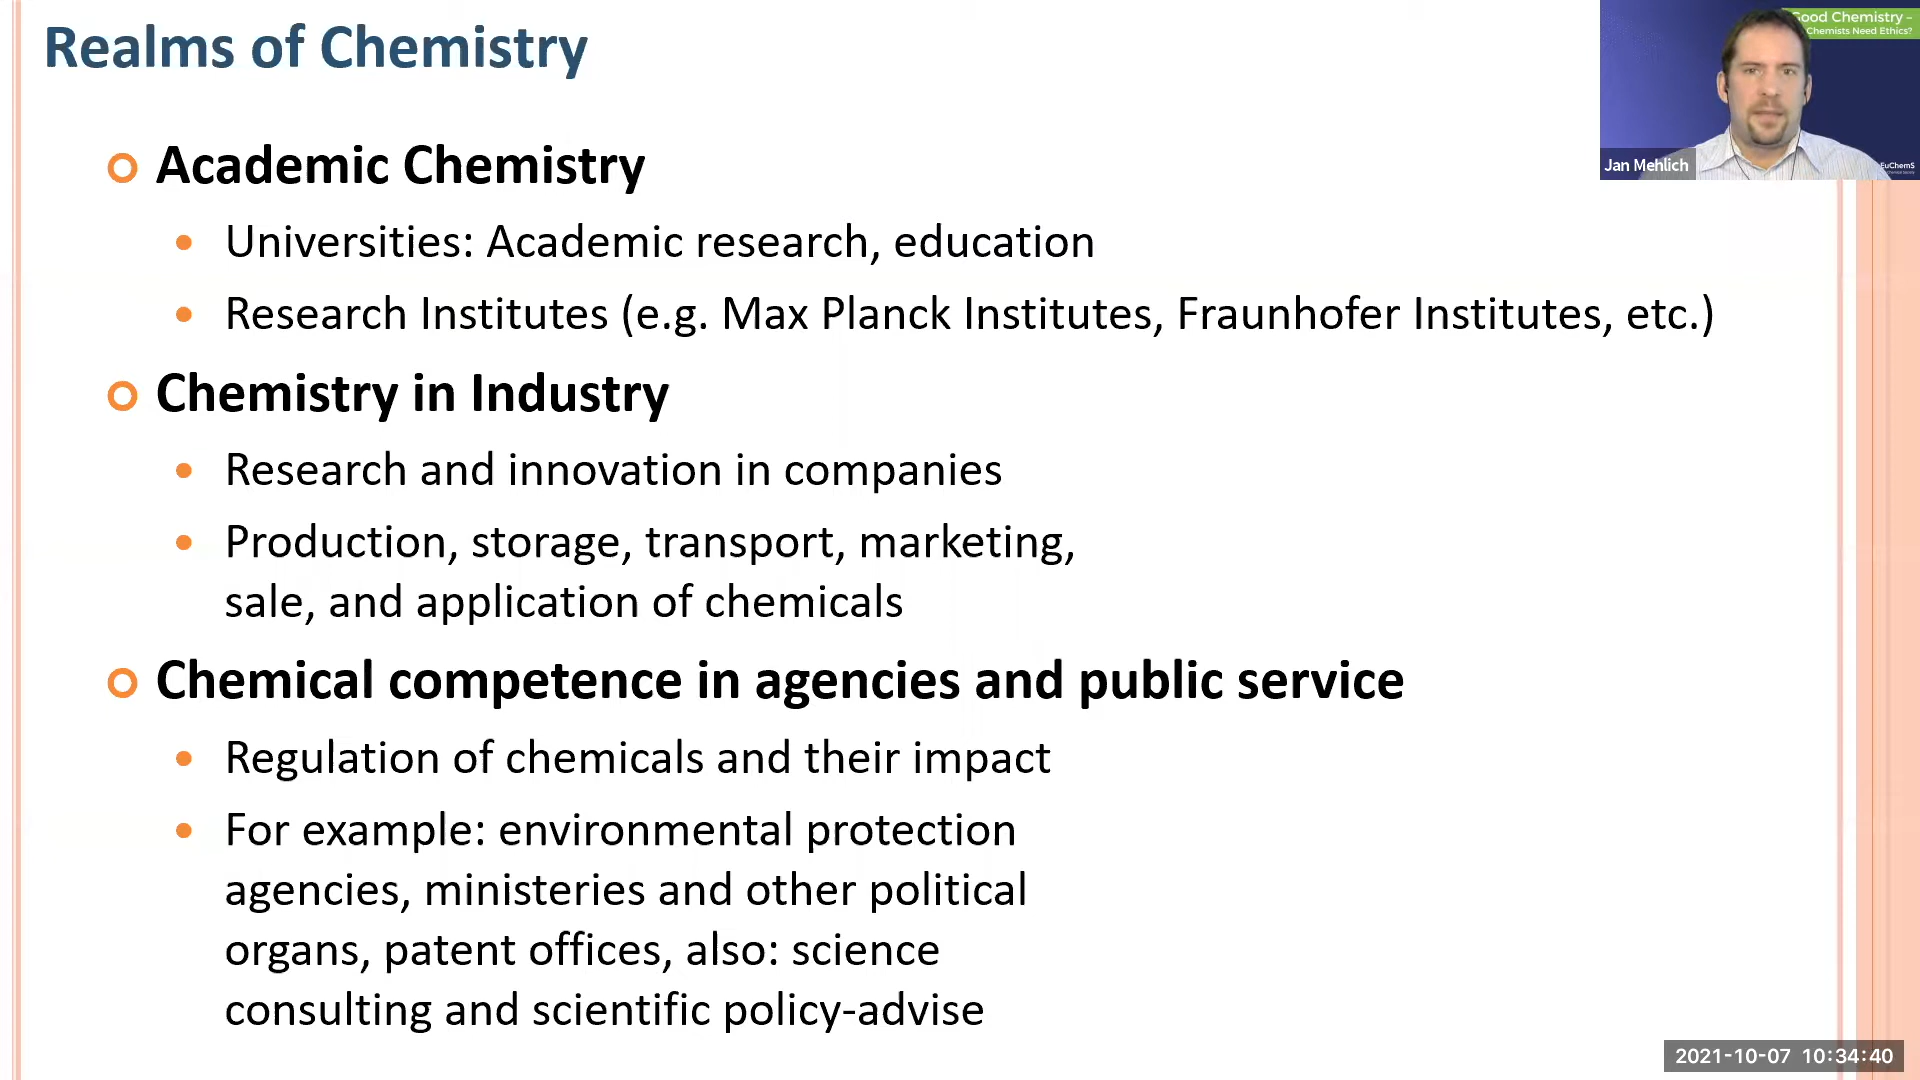 Realms of Chemistry
Academic Chemistry
Universities: Academic research, education
Research Institutes (e.g. Max Planck Institutes, Fraunhofer Institutes, etc.)
Chemistry in Industry
Research and innovation in companies
Production, storage, transport, marketing,
sale, and application of chemicals
Chemical competence in agencies and public service
Regulation of chemicals and their impact
For example: environmental protection
agencies, ministeries and other political
organs, patent offices, also: science
consulting and scientific policy-advise
Good Chemistry –
Chemists Need Ethics?
Jan Mehlich
EuChemS
2021-10-07 10:34:40